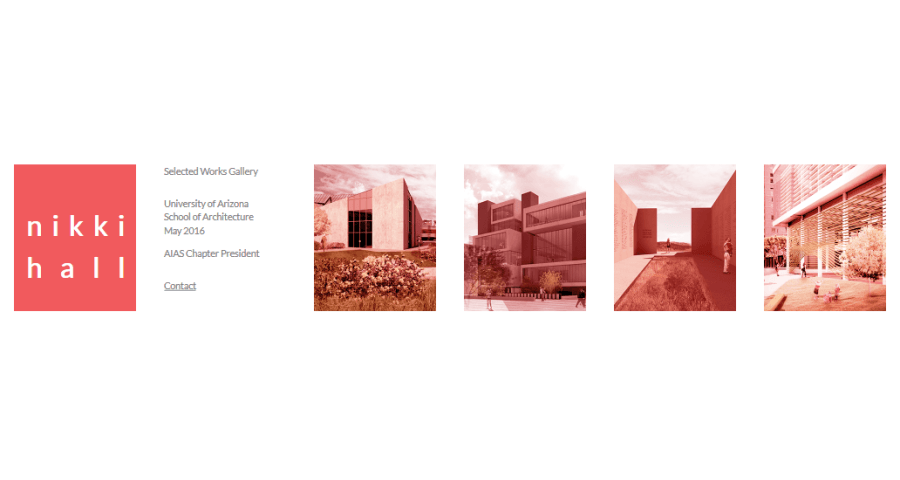 nikki
hall
Selected Works Gallery
University of Arizona
School of Architecture
May 2016
AIAS Chapter President
Contact